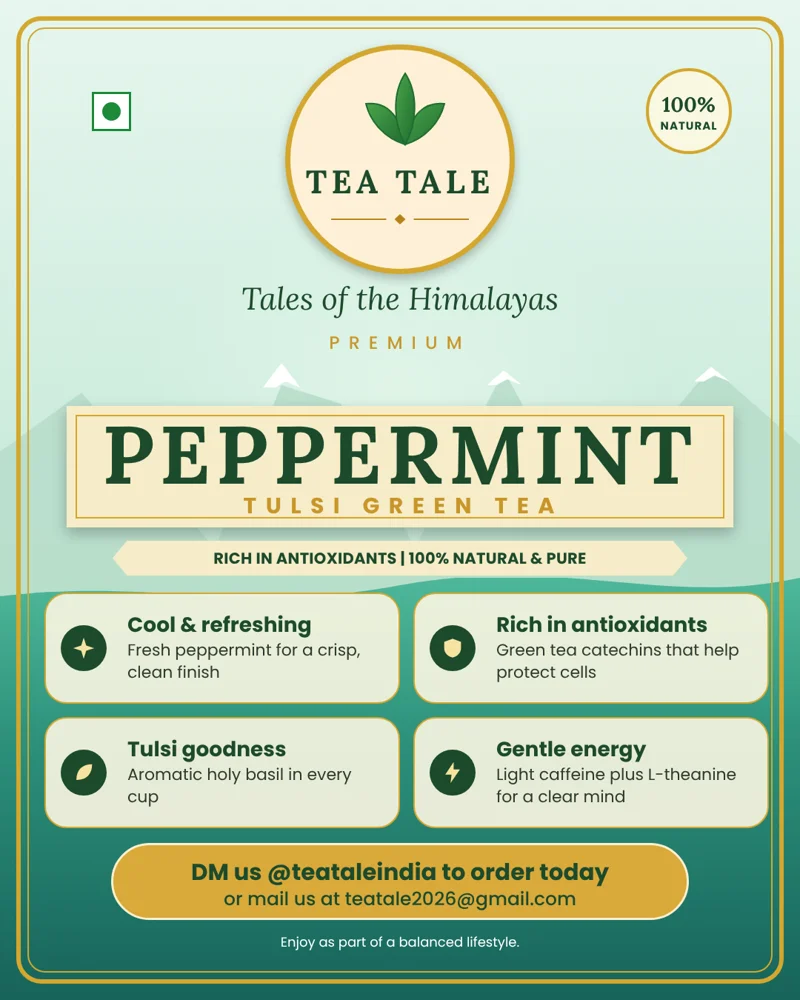 100%
NATURAL
TEA TALE
Tales of the Himalayas
PREMIUM
PEPPERMINT
TULSI GREEN TEA
RICH IN ANTIOXIDANTS | 100% NATURAL & PURE
Cool & refreshing
Fresh peppermint for a crisp,
clean finish
Rich in antioxidants
Green tea catechins that help
protect cells
Tulsi goodness
Aromatic holy basil in every
cup
Gentle energy
Light caffeine plus L-theanine
for a clear mind
DM us @teataleindia to order today
or mail us at teatale2026@gmail.com
Enjoy as part of a balanced lifestyle.